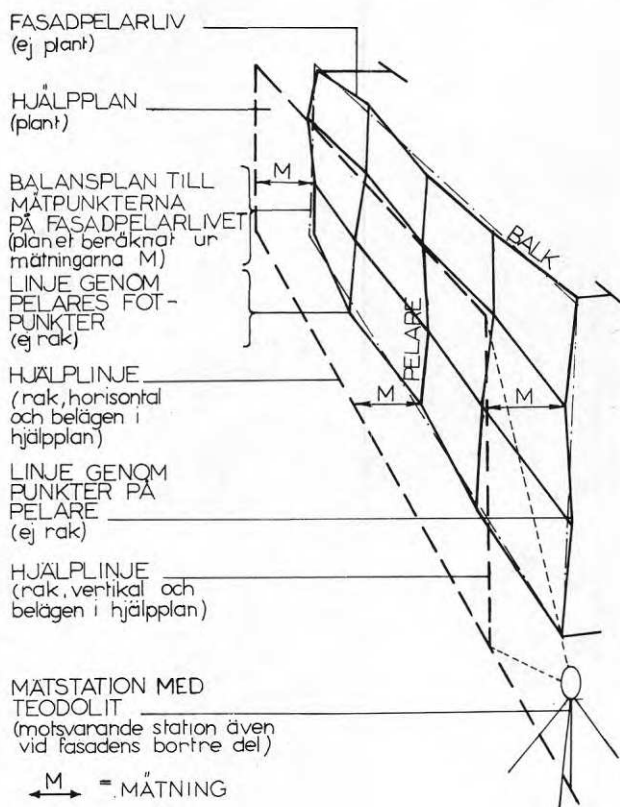 FASADPELARLIV
(ej plant)
HJÄLPPLAN
(plant)
BALANSPLAN TILL
MÄTPUNKTERNA
PÅ FASADPELARLIVET
(planet beräknat ur
mätningarna M)
LINJE GENOM
PELARES FOT-
PUNKTER
(ej rak)
HJÄLPLINJE
(rak, horisontal
och belägen i
hjälpplan)
LINJE GENOM
PUNKTER PÅ
PELARE
(ej rak)
HJÄLPLINJE
(rak, vertikal och
belägen i hjälpplan)
MÄTSTATION MED
TEODOLIT
(motsvarande station även
vid fasadens bortre del)
M = MÄTNING
M
BALK
PELARE
M
M